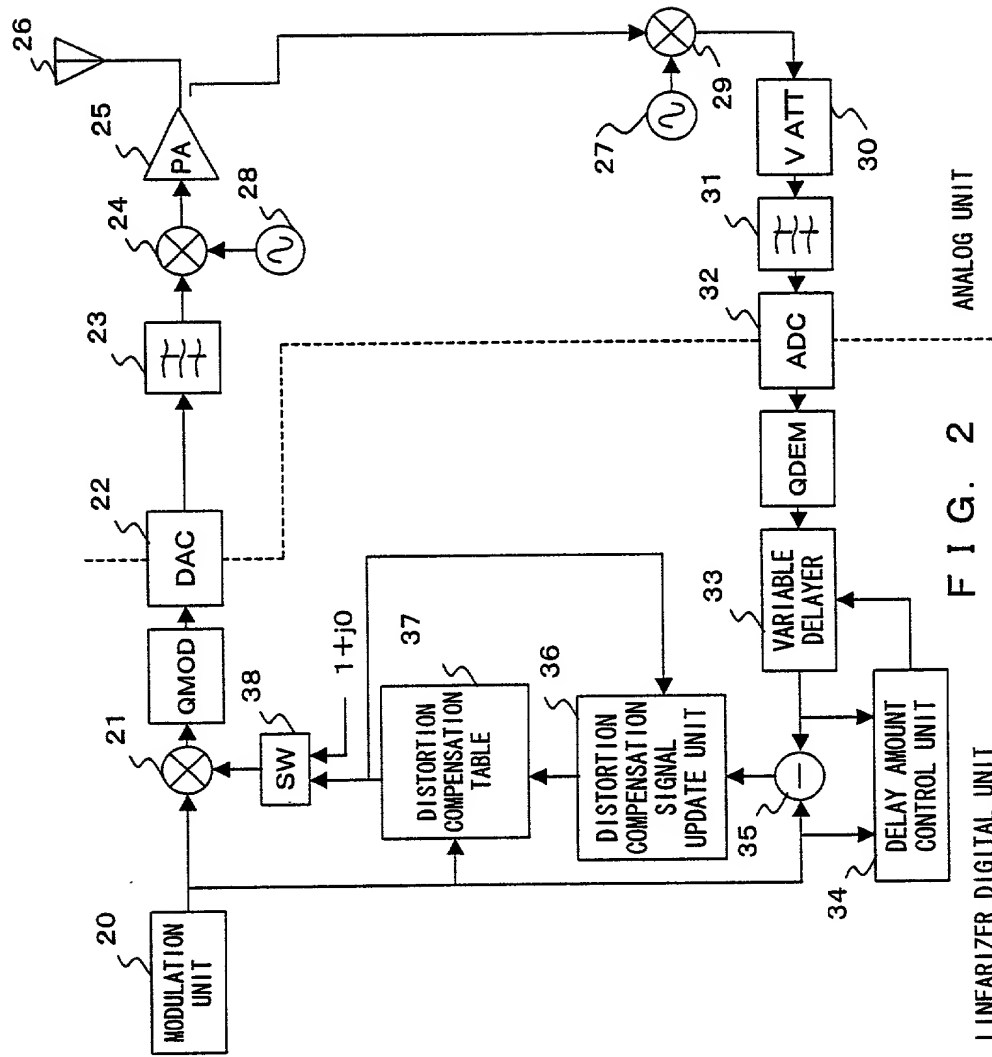 26
25
PA
24
28
23
22
DAC
QMOD
21
38
SW
1+j0
37
DISTORTION
COMPENSATION
TABLE
36
DISTORTION
COMPENSATION
SIGNAL
UPDATE UNIT
20
MODULATION
UNIT
27
29
V ATT
30
31
32
ADC
QDEM
33
VARIABLE
DELAYER
35
34
DELAY AMOUNT
CONTROL UNIT
ANALOG UNIT
LINEARIZER DIGITAL UNIT
FIG. 2